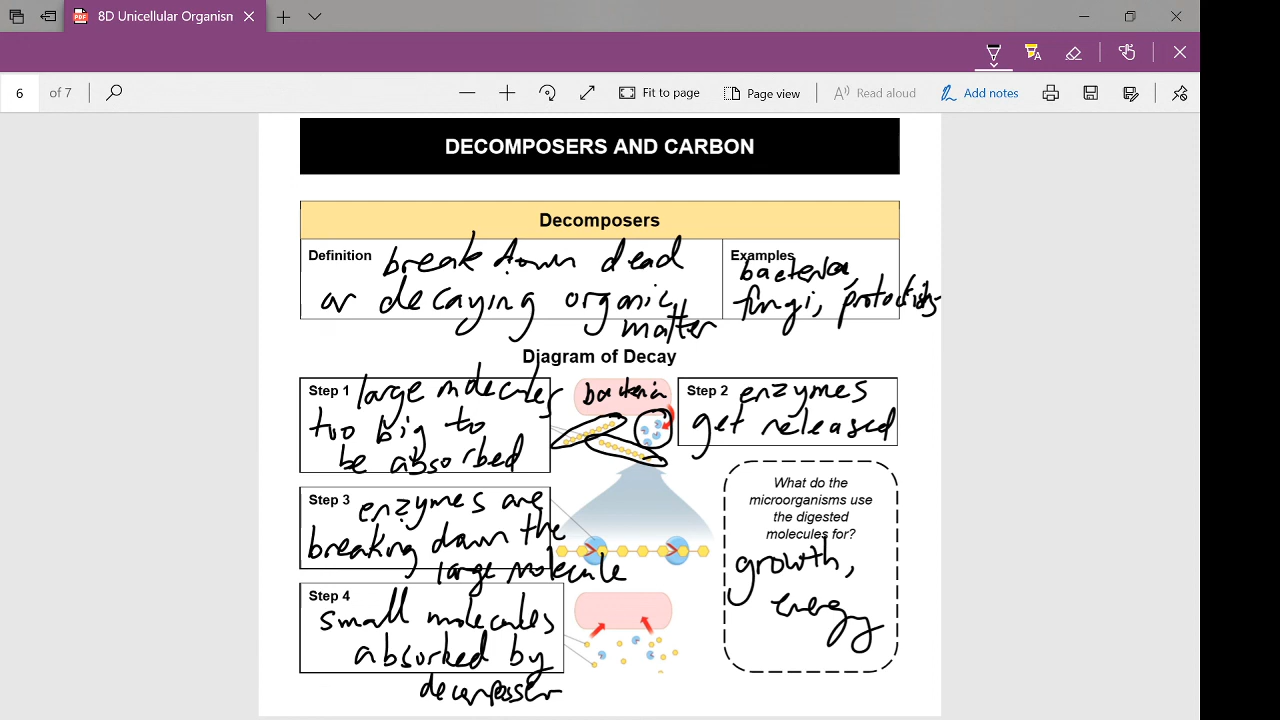 8D Unicellular Organism
6 of 7
Fit to page
Page view
Read aloud
Add notes
DECOMPOSERS AND CARBON
Decomposers
Definition break down dead
or decaying organic
matter
Examples
bacteria,
fungi, protoctists
Diagram of Decay
Step 1 large molecules
too big to
be absorbed
bacteria
Step 2 enzymes
get released
Step 3 enzymes are
breaking down the
large molecule
What do the
microorganisms use
the digested
molecules for?
growth,
energy
Step 4
small molecules
absorbed by
decomposer